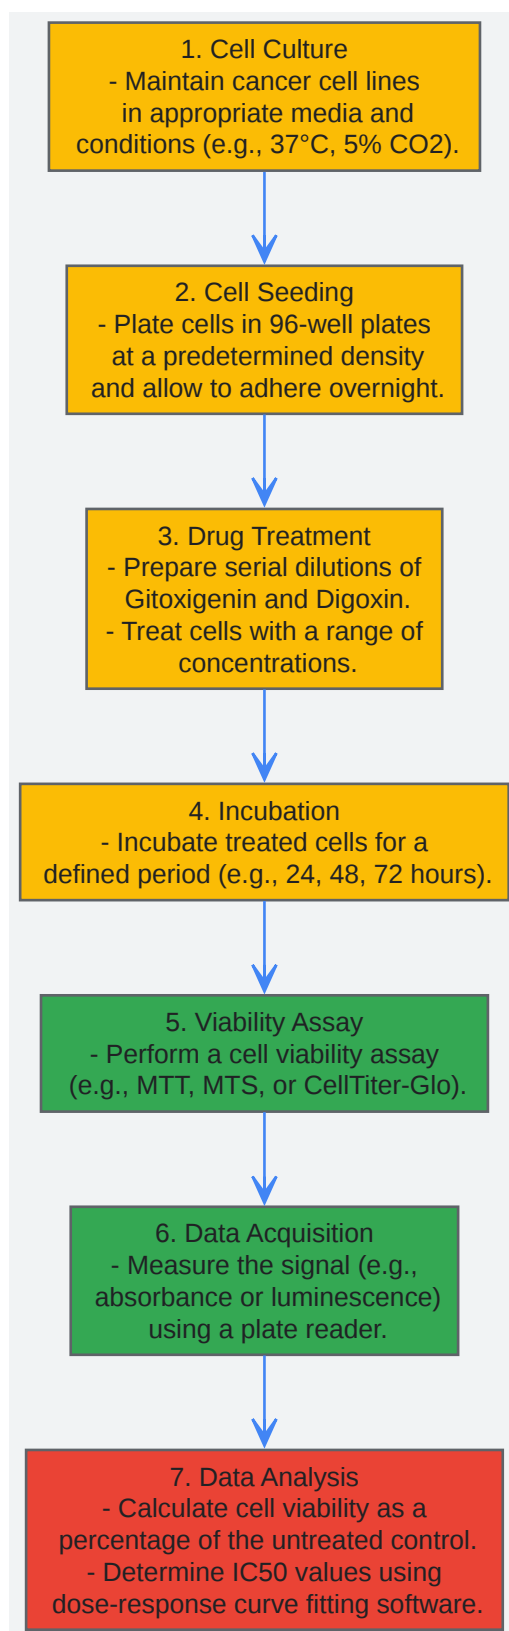 1. Cell Culture
- Maintain cancer cell lines
in appropriate media and
conditions (e.g., 37°C, 5% CO2).
2. Cell Seeding
- Plate cells in 96-well plates
at a predetermined density
and allow to adhere overnight.
3. Drug Treatment
- Prepare serial dilutions of
Gitoxigenin and Digoxin.
- Treat cells with a range of
concentrations.
4. Incubation
- Incubate treated cells for a
defined period (e.g., 24, 48, 72 hours).
5. Viability Assay
- Perform a cell viability assay
(e.g., MTT, MTS, or CellTiter-Glo).
6. Data Acquisition
- Measure the signal (e.g.,
absorbance or luminescence)
using a plate reader.
7. Data Analysis
- Calculate cell viability as a
percentage of the untreated control.
- Determine IC50 values using
dose-response curve fitting software.